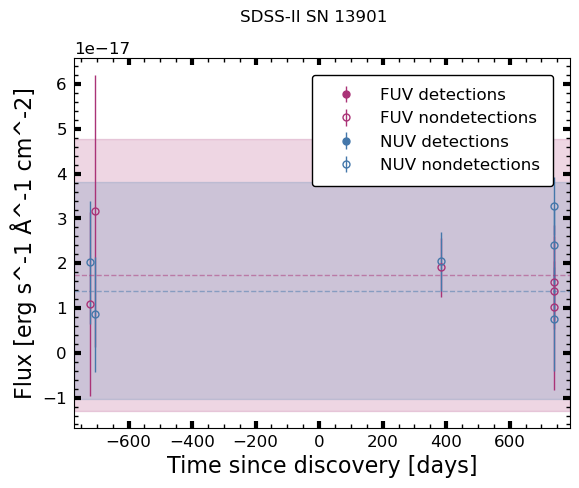 SDSS-II SN 13901
1e−17
FUV detections
FUV nondetections
NUV detections
NUV nondetections
6
5
4
3
2
1
0
−1
Flux [erg s^-1 Å^-1 cm^-2]
−600 −400 −200 0 200 400 600
Time since discovery [days]